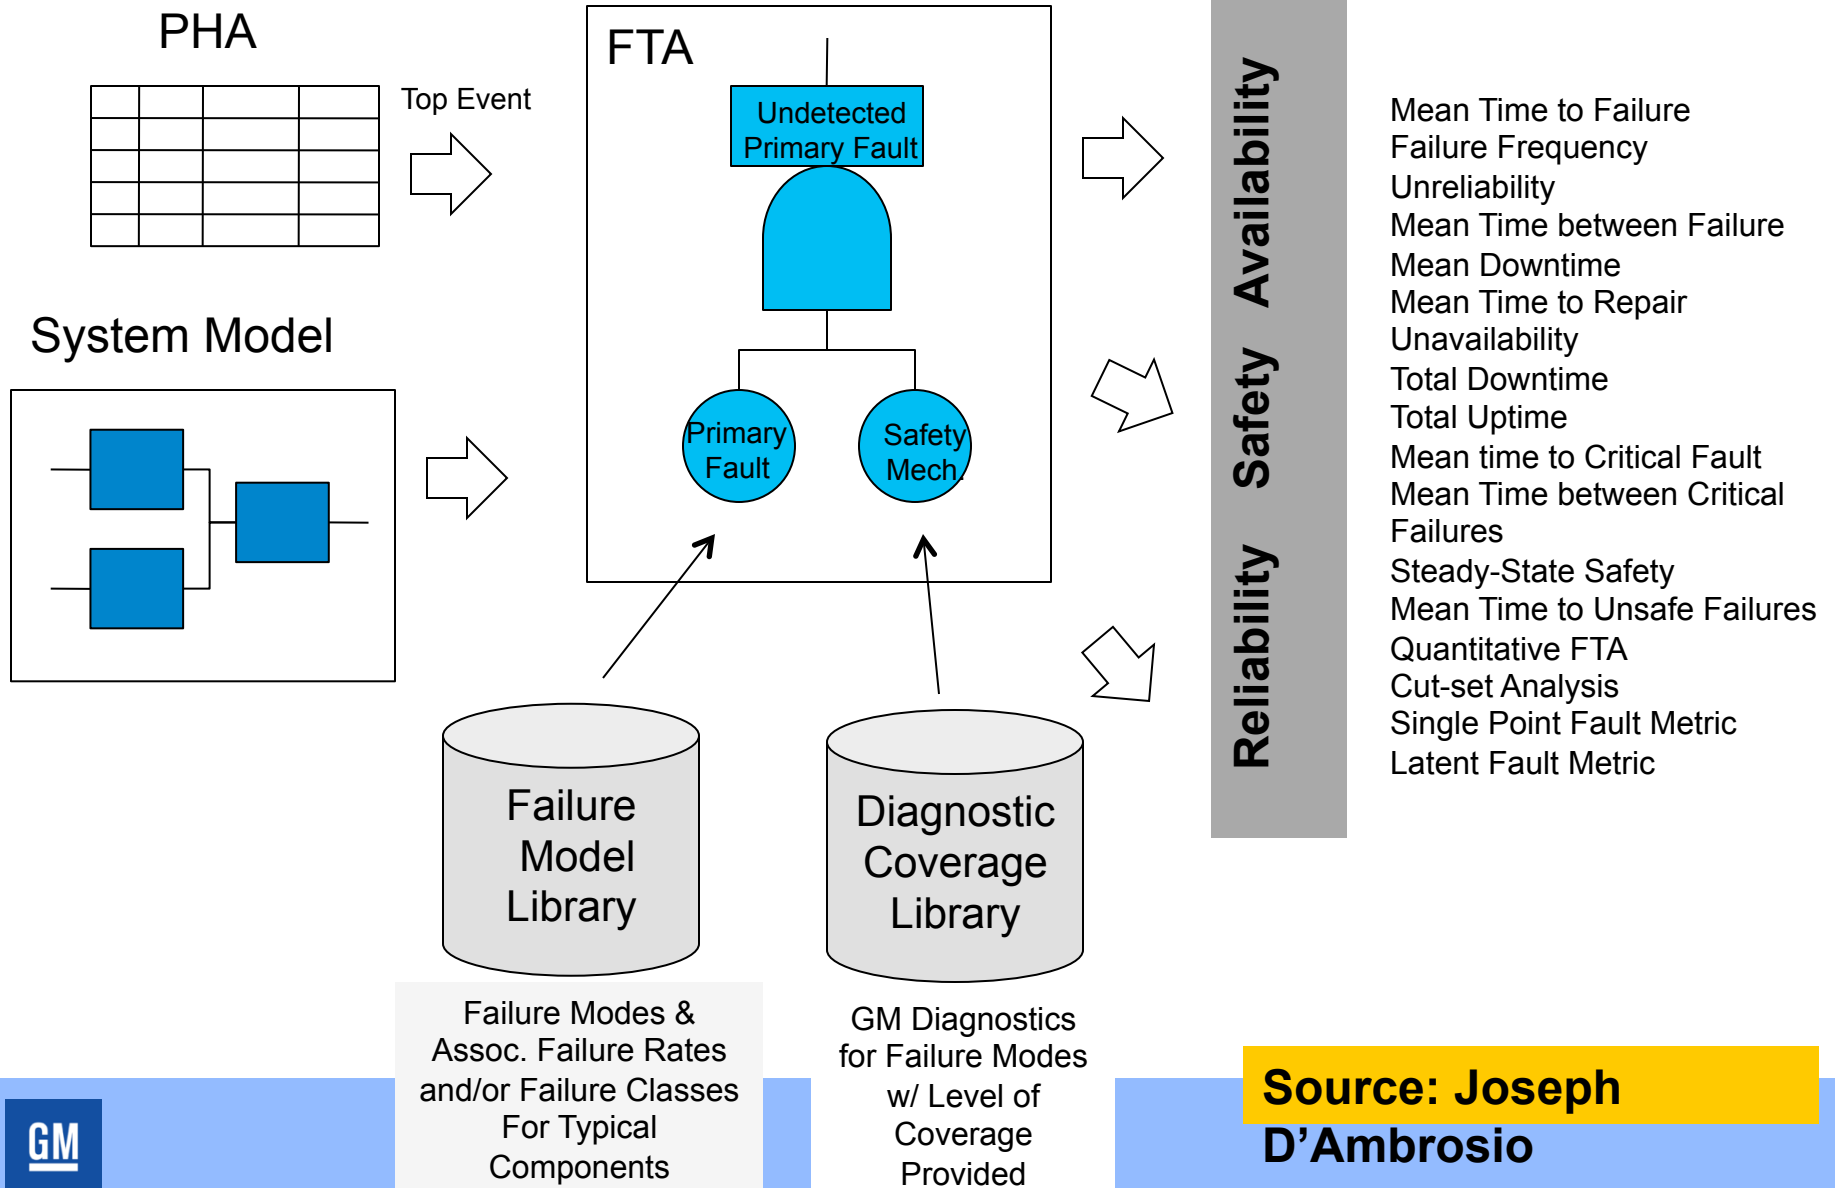 PHA
Top Event
System Model
FTA
Undetected
Primary Fault
Primary
Fault
Safety
Mech.
Failure
Model
Library
Diagnostic
Coverage
Library
Failure Modes &
Assoc. Failure Rates
and/or Failure Classes
For Typical
Components
GM Diagnostics
for Failure Modes
w/ Level of
Coverage
Provided
Reliability Safety Availability
Mean Time to Failure
Failure Frequency
Unreliability
Mean Time between Failure
Mean Downtime
Mean Time to Repair
Unavailability
Total Downtime
Total Uptime
Mean time to Critical Fault
Mean Time between Critical
Failures
Steady-State Safety
Mean Time to Unsafe Failures
Quantitative FTA
Cut-set Analysis
Single Point Fault Metric
Latent Fault Metric
Source: Joseph
D’Ambrosio
GM